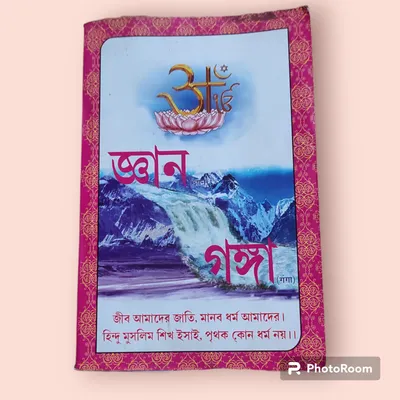 জ্ঞান
গঙ্গা
(गंगा)
জীব আমাদের জাতি, মানব ধর্ম আমাদের।
হিন্দু মুসলিম শিখ ইসাই, পৃথক কোন ধর্ম নয়।।
PhotoRoom